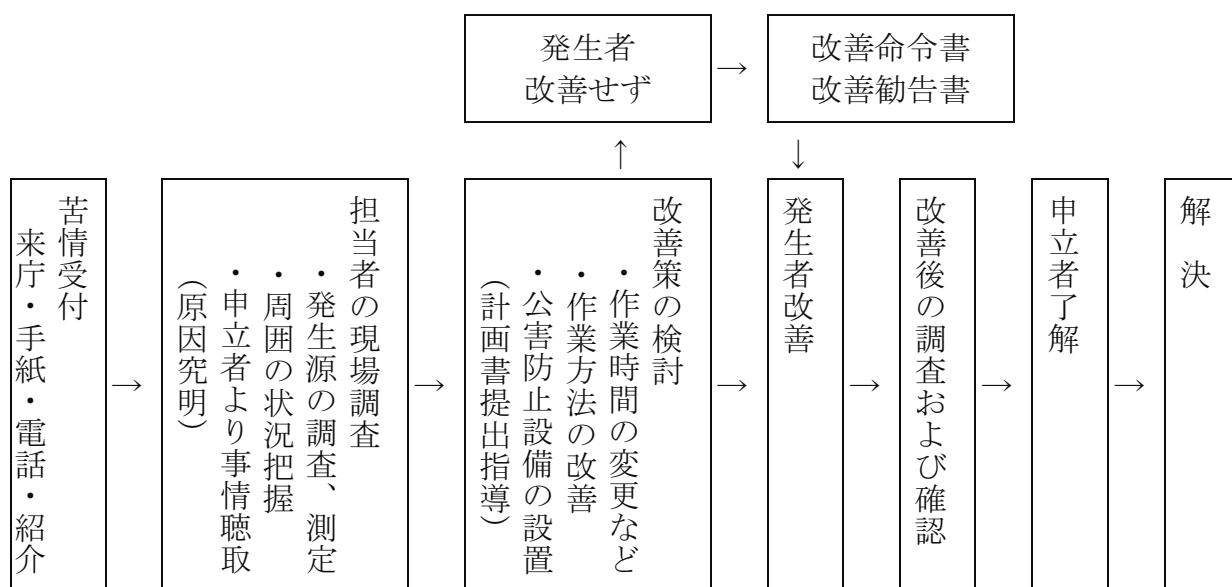 発生者
改善せず
→
改善命令書
改善勧告書
↑
↓
苦情受付
来庁・手紙・電話・紹介
→
担当者の現場調査
・発生源の調査、測定
・周囲の状況把握
・申立者より事情聴取
（原因究明）
→
改善策の検討
・作業時間の変更など
・作業方法の改善
・公害防止設備の設置
（計画書提出指導）
→
発生者改善
→
改善後の調査および確認
→
申立者了解
→
解決